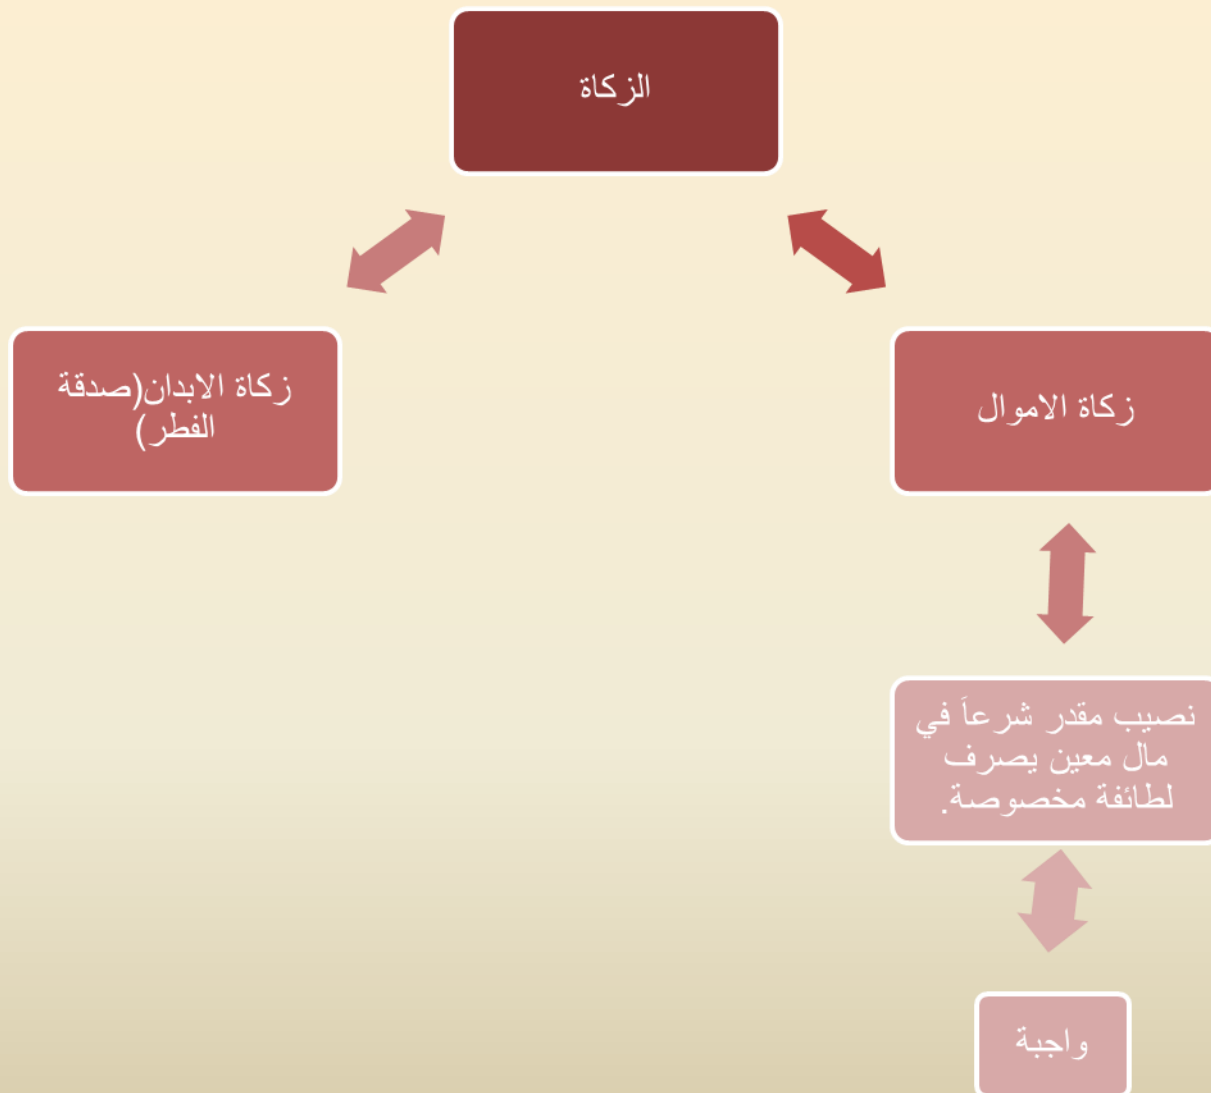 الزكاة
زكاة الاموال
زكاة الابدان(صدقة
الفطر)
نصيب مقدر شرعاَ في
مال معين يصرف
لطائفة مخصوصة.
واجبة